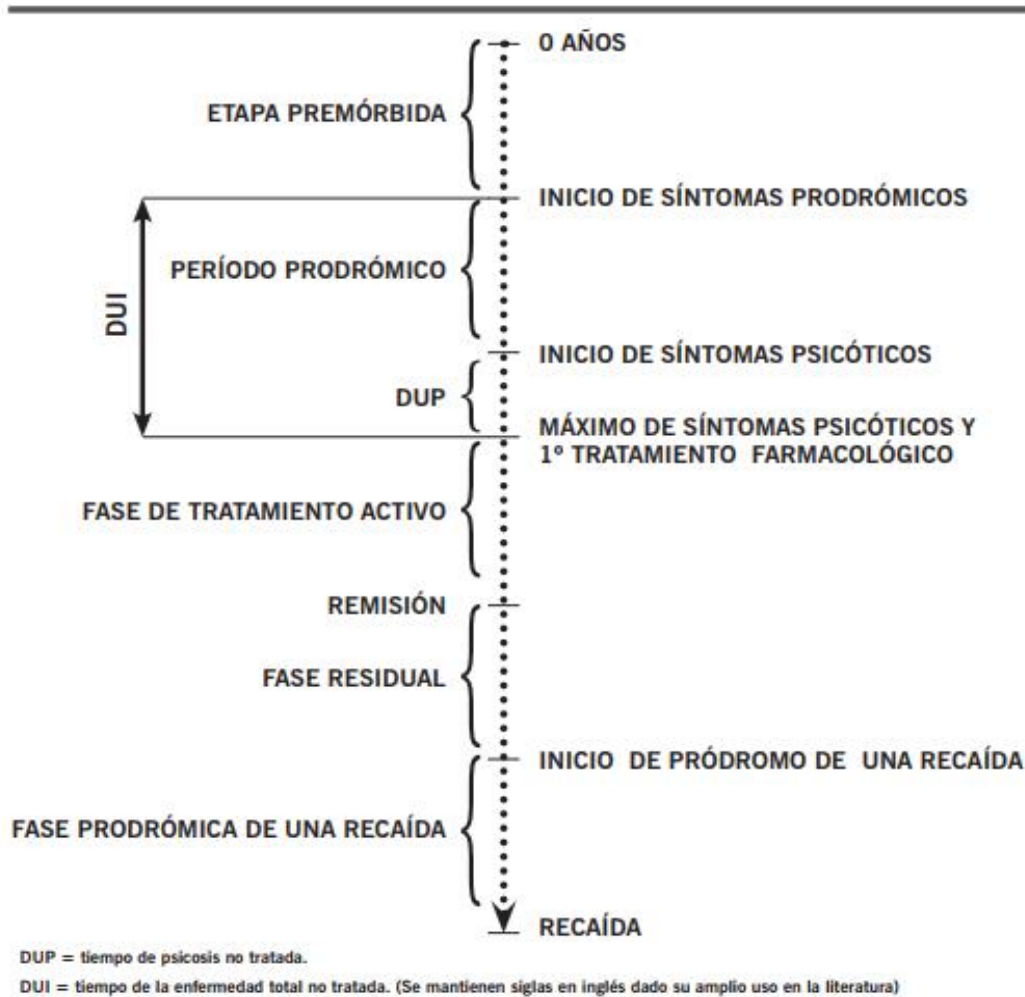 0 AÑOS
ETAPA PREMÓRBIDA
INICIO DE SÍNTOMAS PRODRÓMICOS
PERÍODO PRODRÓMICO
DUI
INICIO DE SÍNTOMAS PSICÓTICOS
DUP
MÁXIMO DE SÍNTOMAS PSICÓTICOS Y
1º TRATAMIENTO FARMACOLÓGICO
FASE DE TRATAMIENTO ACTIVO
REMISIÓN
FASE RESIDUAL
INICIO DE PRÓDROMO DE UNA RECAÍDA
FASE PRODRÓMICA DE UNA RECAÍDA
RECAÍDA
DUP = tiempo de psicosis no tratada.
DUI = tiempo de la enfermedad total no tratada. (Se mantienen siglas en inglés dado su amplio uso en la literatura)